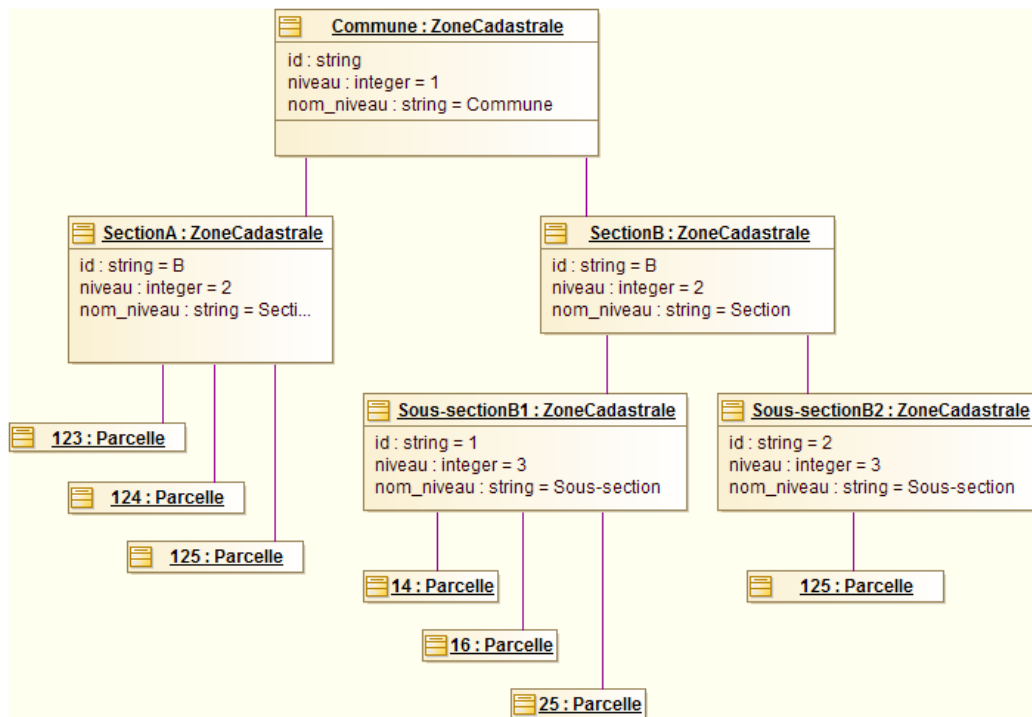 Commune : ZoneCadastrale
id : string
niveau : integer = 1
nom_niveau : string = Commune
SectionA : ZoneCadastrale
id : string = B
niveau : integer = 2
nom_niveau : string = Secti...
SectionB : ZoneCadastrale
id : string = B
niveau : integer = 2
nom_niveau : string = Section
123 : Parcelle
124 : Parcelle
125 : Parcelle
Sous-sectionB1 : ZoneCadastrale
id : string = 1
niveau : integer = 3
nom_niveau : string = Sous-section
Sous-sectionB2 : ZoneCadastrale
id : string = 2
niveau : integer = 3
nom_niveau : string = Sous-section
14 : Parcelle
16 : Parcelle
25 : Parcelle
125 : Parcelle